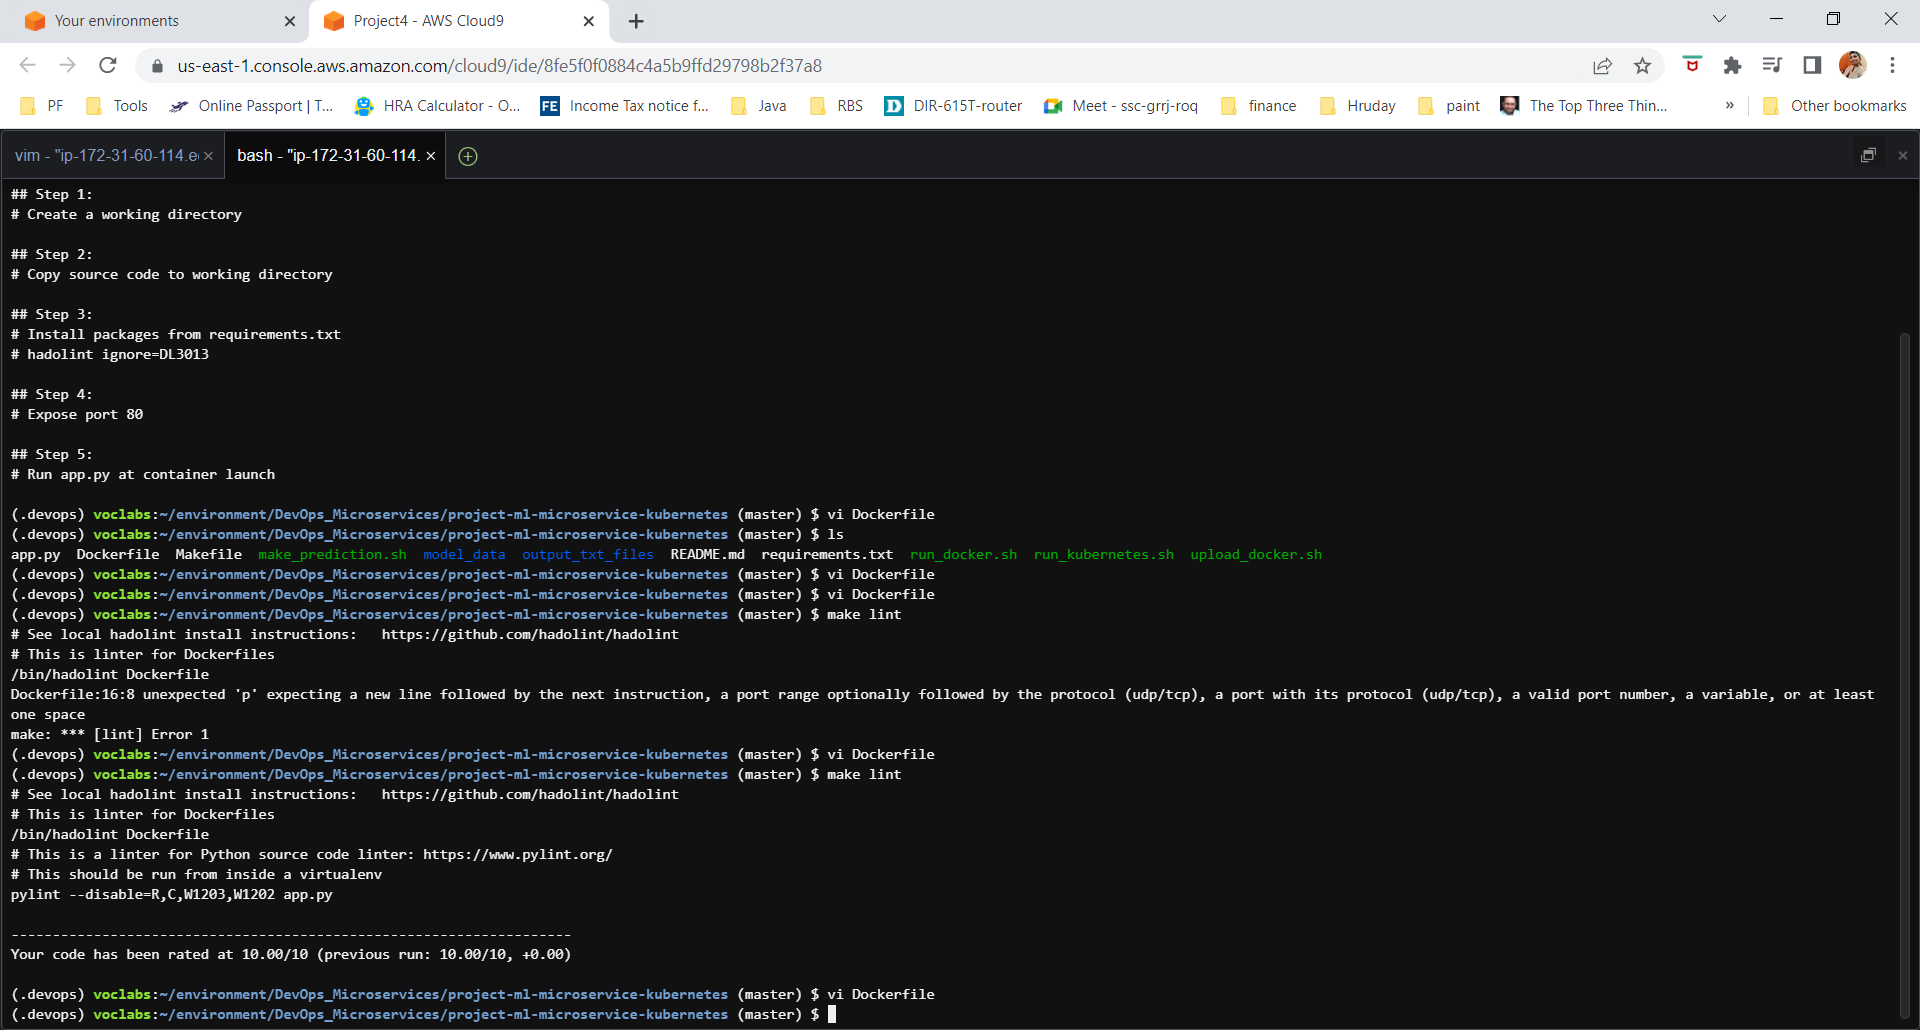 Your environments
Project4 - AWS Cloud9
us-east-1.console.aws.amazon.com/cloud9/ide/8fe5f0f0884c4a5b9ffd29798b2f37a8
PF Tools Online Passport | T... HRA Calculator - O... FE Income Tax notice f... Java RBS D DIR-615T-router Meet - ssc-grrj-roq finance Hruday paint The Top Three Thin... » Other bookmarks
vim - "ip-172-31-60-114.e
bash - "ip-172-31-60-114.
## Step 1:
# Create a working directory
## Step 2:
# Copy source code to working directory
## Step 3:
# Install packages from requirements.txt
# hadolint ignore=DL3013
## Step 4:
# Expose port 80
## Step 5:
# Run app.py at container launch
(.devops) voclabs:~/environment/DevOps_Microservices/project-ml-microservice-kubernetes (master) $ vi Dockerfile
(.devops) voclabs:~/environment/DevOps_Microservices/project-ml-microservice-kubernetes (master) $ ls
app.py Dockerfile Makefile make_prediction.sh model_data output_txt_files README.md requirements.txt run_docker.sh run_kubernetes.sh upload_docker.sh
(.devops) voclabs:~/environment/DevOps_Microservices/project-ml-microservice-kubernetes (master) $ vi Dockerfile
(.devops) voclabs:~/environment/DevOps_Microservices/project-ml-microservice-kubernetes (master) $ vi Dockerfile
(.devops) voclabs:~/environment/DevOps_Microservices/project-ml-microservice-kubernetes (master) $ make lint
# See local hadolint install instructions:   https://github.com/hadolint/hadolint
# This is linter for Dockerfiles
/bin/hadolint Dockerfile
Dockerfile:16:8 unexpected 'p' expecting a new line followed by the next instruction, a port range optionally followed by the protocol (udp/tcp), a port with its protocol (udp/tcp), a valid port number, a variable, or at least
one space
make: *** [lint] Error 1
(.devops) voclabs:~/environment/DevOps_Microservices/project-ml-microservice-kubernetes (master) $ vi Dockerfile
(.devops) voclabs:~/environment/DevOps_Microservices/project-ml-microservice-kubernetes (master) $ make lint
# See local hadolint install instructions:   https://github.com/hadolint/hadolint
# This is linter for Dockerfiles
/bin/hadolint Dockerfile
# This is a linter for Python source code linter: https://www.pylint.org/
# This should be run from inside a virtualenv
pylint --disable=R,C,W1203,W1202 app.py
--------------------------------------------------------------------
Your code has been rated at 10.00/10 (previous run: 10.00/10, +0.00)
(.devops) voclabs:~/environment/DevOps_Microservices/project-ml-microservice-kubernetes (master) $ vi Dockerfile
(.devops) voclabs:~/environment/DevOps_Microservices/project-ml-microservice-kubernetes (master) $